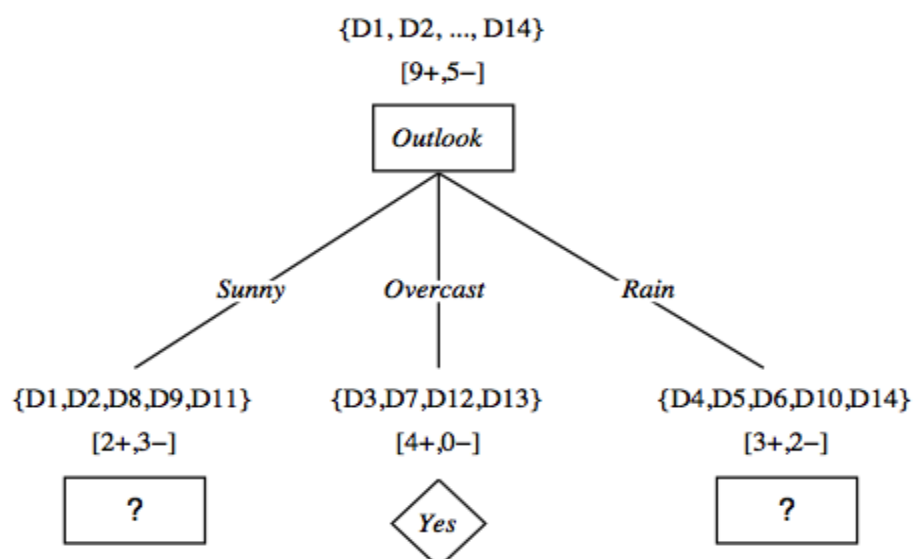 {D1, D2, ..., D14}
[9+,5−]
Outlook
Sunny Overcast Rain
{D1,D2,D8,D9,D11} {D3,D7,D12,D13} {D4,D5,D6,D10,D14}
[2+,3−] [4+,0−] [3+,2−]
? Yes ?